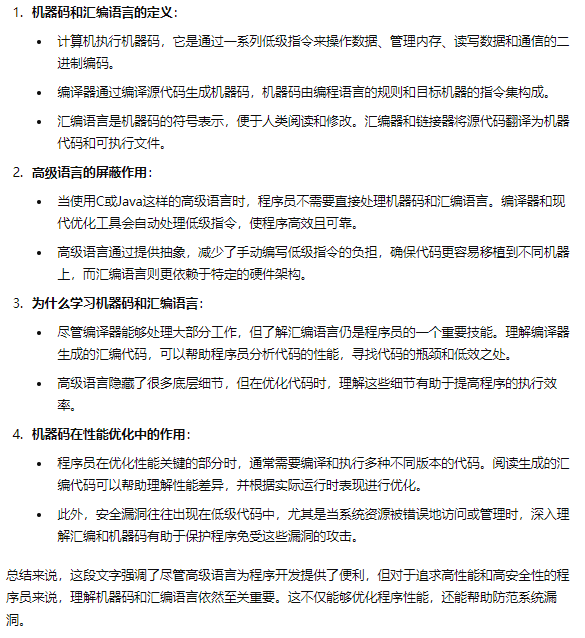 1. 机器码和汇编语言的定义：
• 计算机执行机器码，它是通过一系列低级指令来操作数据、管理内存、读写数据和通信的二
进制编码。
• 编译器通过编译源代码生成机器码，机器码由编程语言的规则和目标机器的指令集构成。
• 汇编语言是机器码的符号表示，便于人类阅读和修改。汇编器和链接器将源代码翻译为机器
代码和可执行文件。
2. 高级语言的屏蔽作用：
• 当使用C或Java这样的高级语言时，程序员不需要直接处理机器码和汇编语言。编译器和现
代优化工具会自动处理低级指令，使程序高效且可靠。
• 高级语言通过提供抽象，减少了手动编写低级指令的负担，确保代码更容易移植到不同机器
上，而汇编语言则更依赖于特定的硬件架构。
3. 为什么学习机器码和汇编语言：
• 尽管编译器能够处理大部分工作，但了解汇编语言仍是程序员的一个重要技能。理解编译器
生成的汇编代码，可以帮助程序员分析代码的性能，寻找代码的瓶颈和低效之处。
• 高级语言隐藏了很多底层细节，但在优化代码时，理解这些细节有助于提高程序的执行效
率。
4. 机器码在性能优化中的作用：
• 程序员在优化性能关键的部分时，通常需要编译和执行多种不同版本的代码。阅读生成的汇
编代码可以帮助理解性能差异，并根据实际运行时表现进行优化。
• 此外，安全漏洞往往出现在低级代码中，尤其是当系统资源被错误地访问或管理时，深入理
解汇编和机器码有助于保护程序免受这些漏洞的攻击。
总结来说，这段文字强调了尽管高级语言为程序开发提供了便利，但对于追求高性能和高安全性的程
序员来说，理解机器码和汇编语言依然至关重要。这不仅能够优化程序性能，还能帮助防范系统漏
洞。